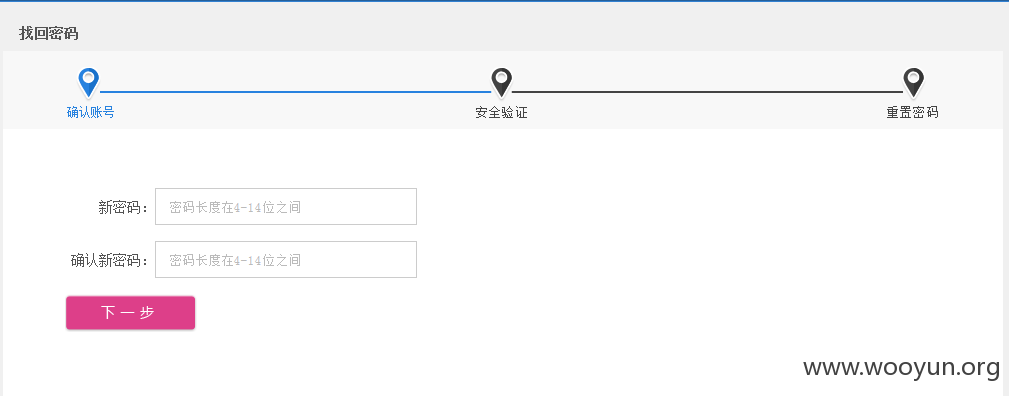 找回密码
确认账号 安全验证 重置密码
新密码： 密码长度在4-14位之间
确认新密码： 密码长度在4-14位之间
下一步
www.wooyun.org